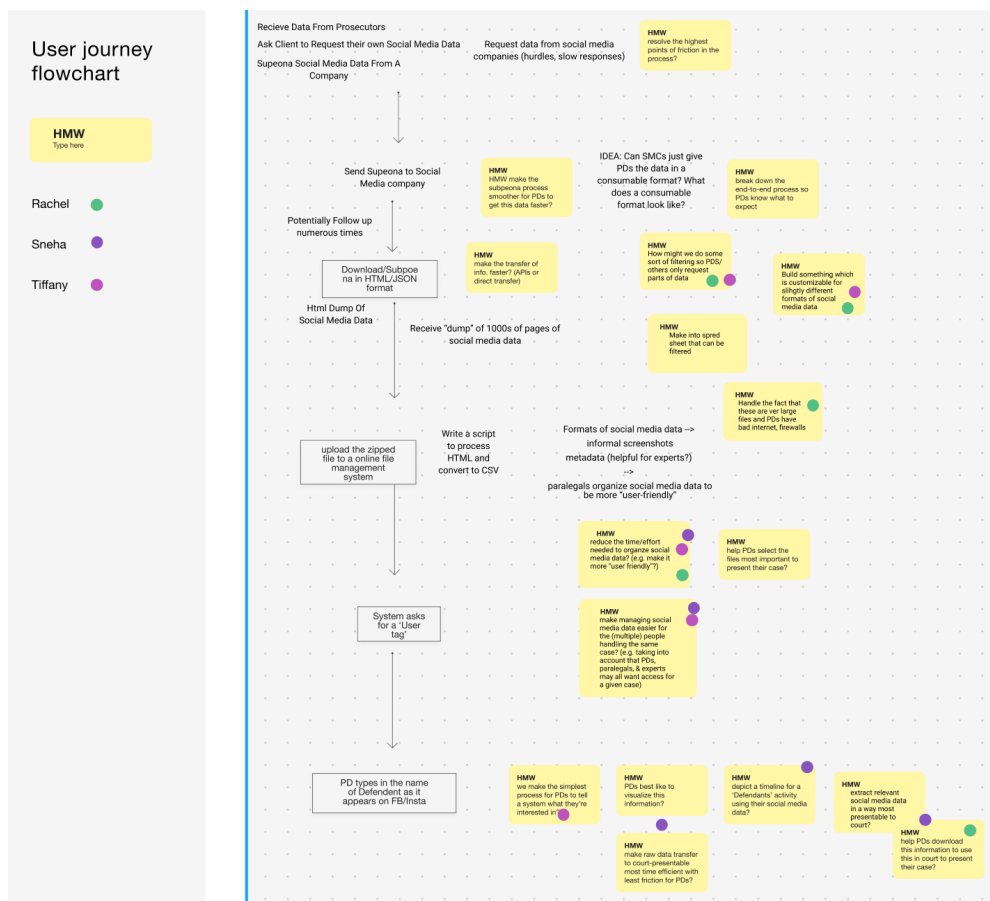 User journey
flowchart
HMW
Type here
Rachel
Sneha
Tiffany
Recieve Data From Prosecutors
Ask Client to Request their own Social Media Data
Supeona Social Media Data From A
Company
Request data from social media
companies (hurdles, slow responses)
HMW
resolve the highest
points of friction in the
process?
Send Supeona to Social
Media company
HMW
HMW make the
subpeona process
smoother for PDs to
get this data faster?
IDEA: Can SMCs just give
PDs the data in a
consumable format? What
does a consumable
format look like?
HMW
break down the
end-to-end process so
PDs know what to
expect
Potentially Follow up
numerous times
Download/Subpoe
na in HTML/JSON
format
HMW
make the transfer of
info. faster? (APIs or
direct transfer)
HMW
How might we do some
sort of filtering so PDS/
others only request
parts of data
HMW
Build something which
is customizable for
slihgtly different
formats of social
media data
Html Dump Of
Social Media Data
Receive "dump" of 1000s of pages of
social media data
HMW
Make into spred
sheet that can be
filtered
HMW
Handle the fact that
these are ver large
files and PDs have
bad internet, firewalls
upload the zipped
file to a online file
management
system
Write a script
to process
HTML and
convert to CSV
Formats of social media data -->
informal screenshots
metadata (helpful for experts?)
-->
paralegals organize social media data to
be more "user-friendly"
HMW
reduce the time/effort
needed to organze social
media data? (e.g. make it
more "user friendly"?)
HMW
help PDs select the
files most important to
present their case?
System asks
for a 'User
tag'
HMW
make managing social
media data easier for
the (multiple) people
handling the same
case? (e.g. taking into
account that PDs,
paralegals, & experts
may all want access for
a given case)
PD types in the name
of Defendent as it
appears on FB/Insta
HMW
we make the simplest
process for PDs to tell
a system what they're
interested in?
HMW
PDs best like to
visualize this
information?
HMW
depict a timeline for a
'Defendants' activity
using their social media
data?
HMW
extract relevant
social media data
in a way most
presentable to
court?
HMW
make raw data transfer
to court-presentable
most time efficient with
least friction for PDs?
HMW
help PDs download
this information to use
this in court to present
their case?